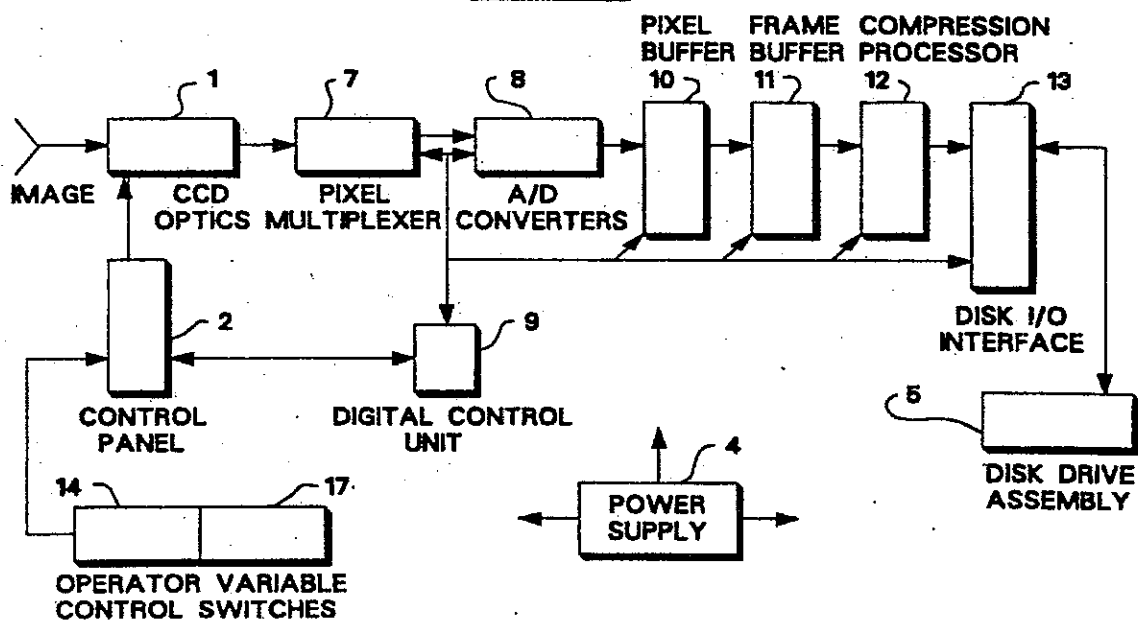 PIXEL FRAME COMPRESSION
BUFFER BUFFER PROCESSOR
1
7
8
10
11
12
13
IMAGE
CCD
OPTICS
PIXEL
MULTIPLEXER
A/D
CONVERTERS
2
9
DISK I/O
INTERFACE
CONTROL
PANEL
DIGITAL CONTROL
UNIT
5
DISK DRIVE
ASSEMBLY
4
POWER
SUPPLY
14
17
OPERATOR VARIABLE
CONTROL SWITCHES